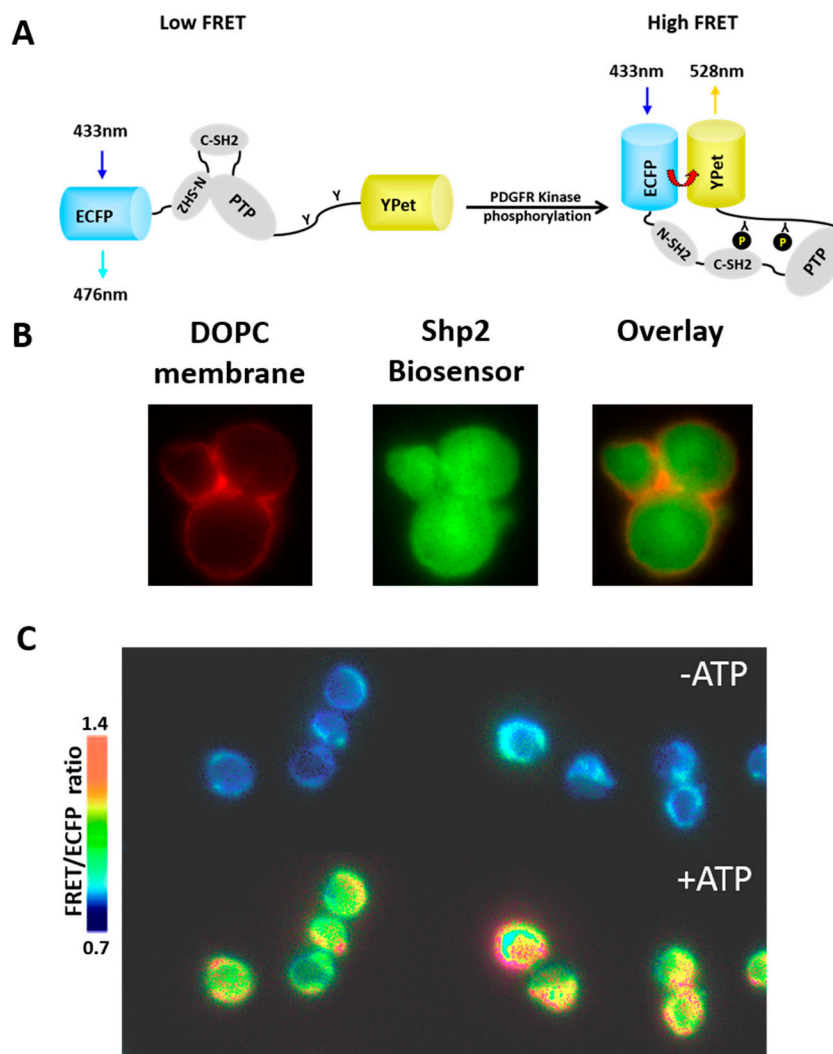 A
Low FRET
High FRET
433nm
C-SH2
N-SH2
PTP
ECFP
Y
Y
YPet
476nm
PDGFR Kinase
phosphorylation
433nm
528nm
ECFP
YPet
N-SH2
C-SH2
P
P
PTP
B
DOPC
membrane
Shp2
Biosensor
Overlay
C
-ATP
1.4
FRET/ECFP ratio
0.7
+ATP